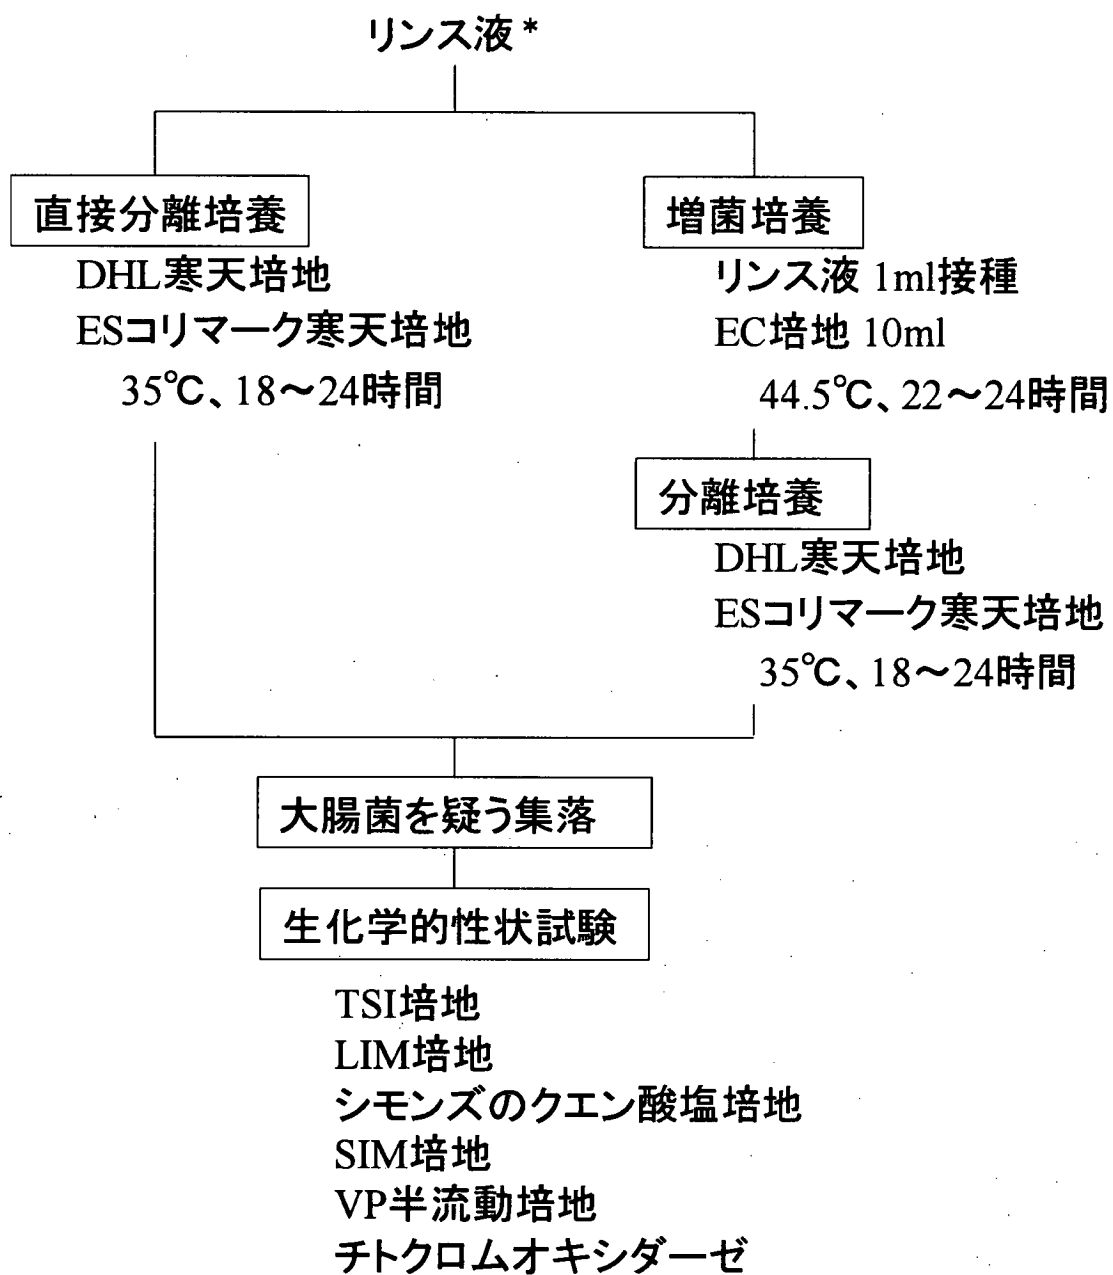 リンス液*
直接分離培養
DHL寒天培地
ESコリマーク寒天培地
35℃、18～24時間
増菌培養
リンス液 1ml接種
EC培地 10ml
44.5℃、22～24時間
分離培養
DHL寒天培地
ESコリマーク寒天培地
35℃、18～24時間
大腸菌を疑う集落
生化学的性状試験
TSI培地
LIM培地
シモンズのクエン酸塩培地
SIM培地
VP半流動培地
チトクロムオキシダーゼ